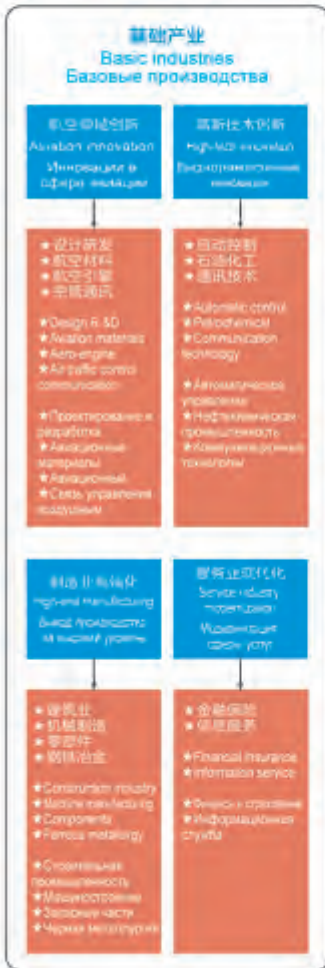 基础产业
Basic industries
Базовые производства
航空领域创新
Aviation innovation
Инновации в
сфере авиации
★设计研发
★航空材料
★航空引擎
★空管通讯
★Design R &D
★Aviation materials
★Aero-engine
★Air traffic control
communication
★Проектирование и
разработка
★Авиационные
материалы
★Авиационный
★Связь управления
воздушным
高新技术创新
High-tech innovation
Высокотехнологичные
инновации
★自动控制
★石油化工
★通讯技术
★Automatic control
★Petrochemical
★Communication
technology
★Автоматическое
управление
★Нефтехимическая
промышленность
★Коммуникационные
технологии
制造业高端化
High-end manufacturing
Вывод производства
на высокий уровень
★建筑业
★机械制造
★零部件
★钢铁冶金
★Construction industry
★Machine manufacturing
★Components
★Ferrous metallurgy
★Строительная
промышленность
★Машиностроение
★Запасные части
★Черная металлургия
服务业现代化
Service industry
modernization
Модернизация
сферы услуг
★金融保险
★信息服务
★Financial insurance
★Information service
★Финансы и страхование
★Информационная
служба